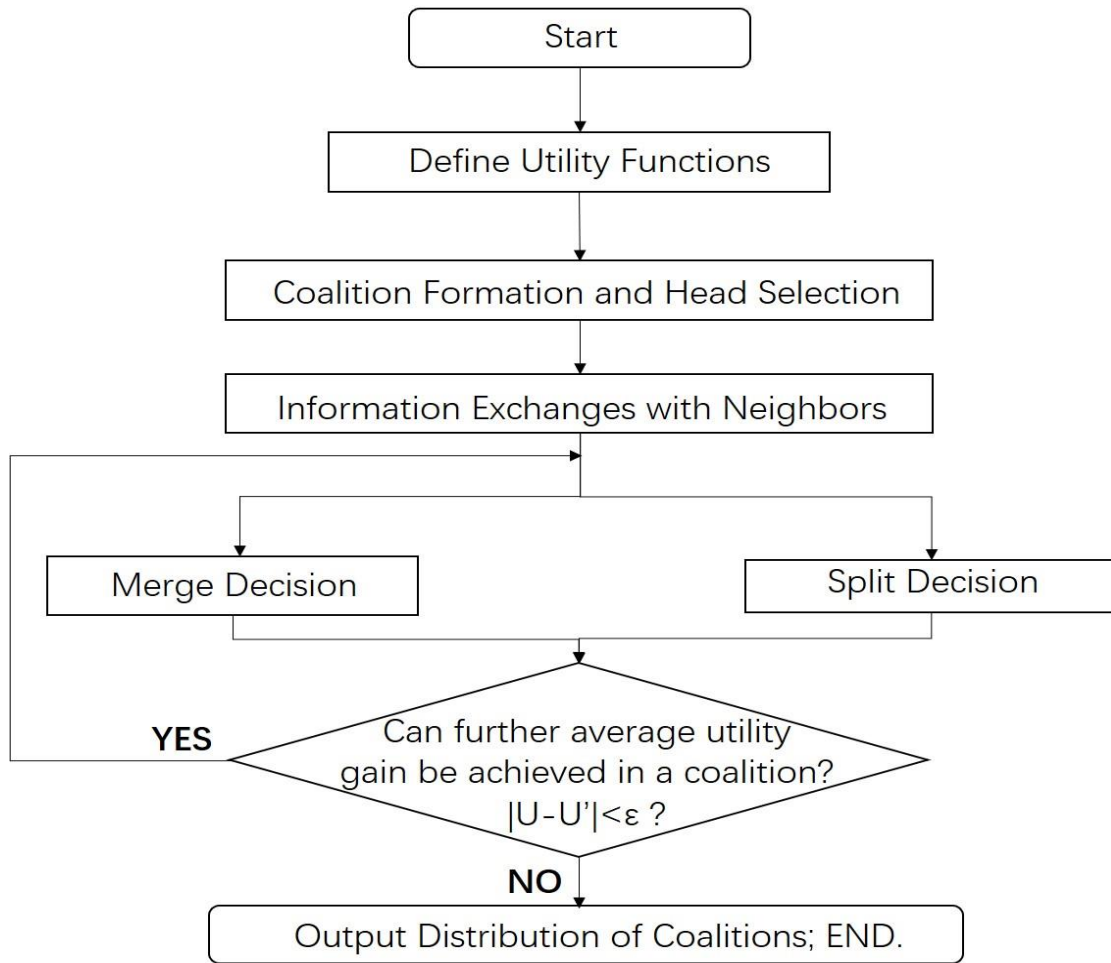 Start
Define Utility Functions
Coalition Formation and Head Selection
Information Exchanges with Neighbors
Merge Decision
Split Decision
YES
Can further average utility
gain be achieved in a coalition?
|U-U’|<ε ?
NO
Output Distribution of Coalitions; END.